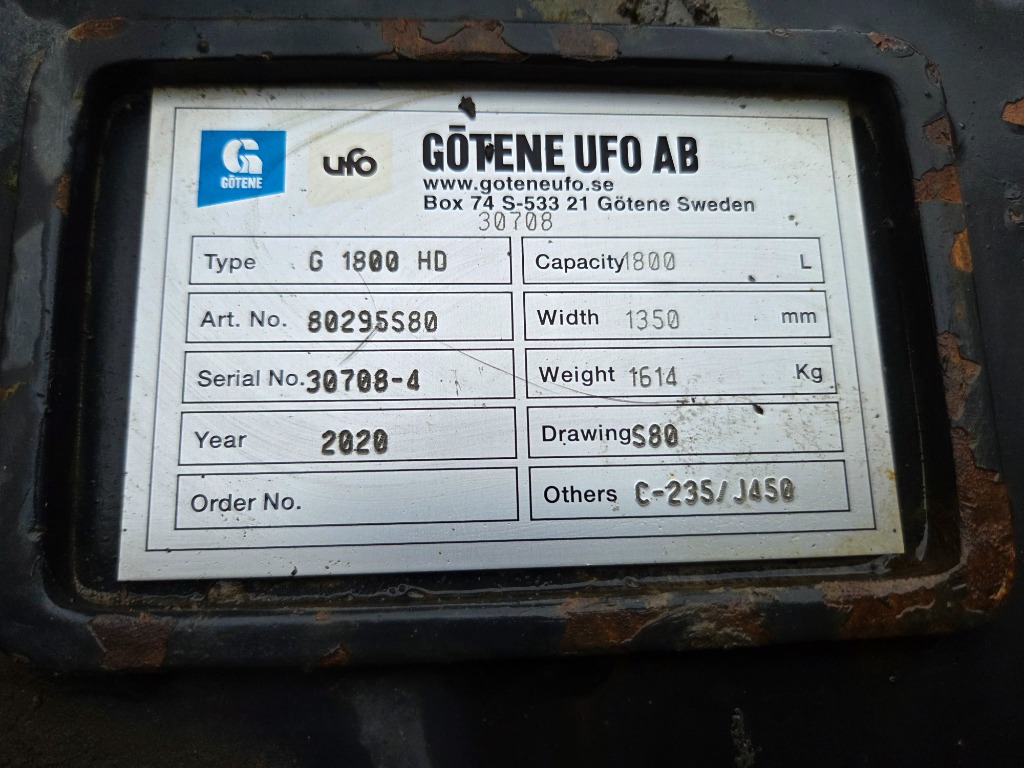 GÖTENE
ufo
GÖTENE UFO AB
www.goteneufo.se
Box 74 S-533 21 Götene Sweden
30708
Type G 1800 HD
Capacity 1800 L
Art. No. 80295S80
Width 1350 mm
Serial No. 30708-4
Weight 1614 Kg
Year 2020
Drawing S80
Order No.
Others C-235/J450